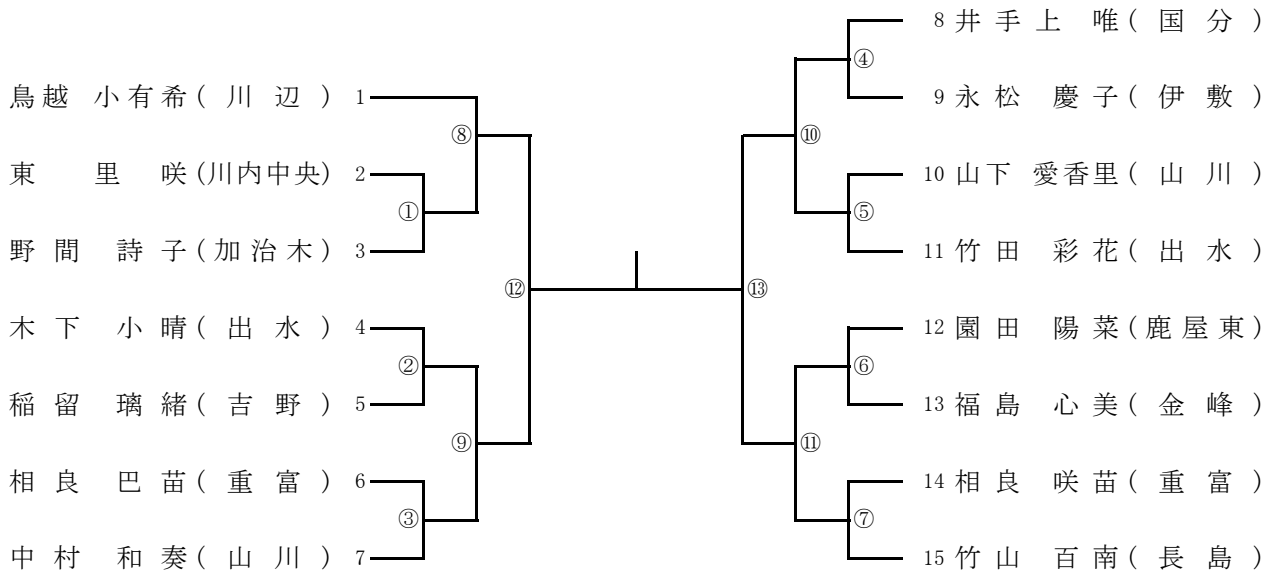 鳥越 小有希(川辺) 1
⑧
東 里咲(川内中央) 2
①
野間 詩子(加治木) 3
⑫
木下 小晴(出水) 4
②
稲留 璃緒(吉野) 5
⑨
相良 巴苗(重富) 6
③
中村 和奏(山川) 7
8 井手上 唯(国分)
④
9 永松 慶子(伊敷)
⑩
10 山下 愛香里(山川)
⑤
11 竹田 彩花(出水)
⑬
12 園田 陽菜(鹿屋東)
⑥
13 福島 心美(金峰)
⑪
14 相良 咲苗(重富)
⑦
15 竹山 百南(長島)